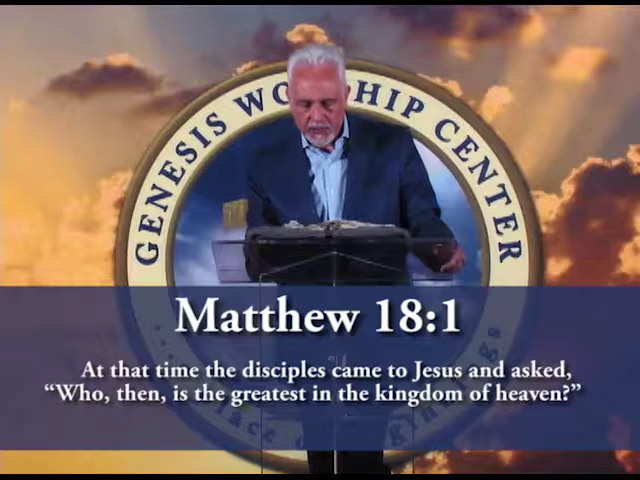 GENESIS WORSHIP CENTER
Matthew 18:1
At that time the disciples came to Jesus and asked,
“Who, then, is the greatest in the kingdom of heaven?”